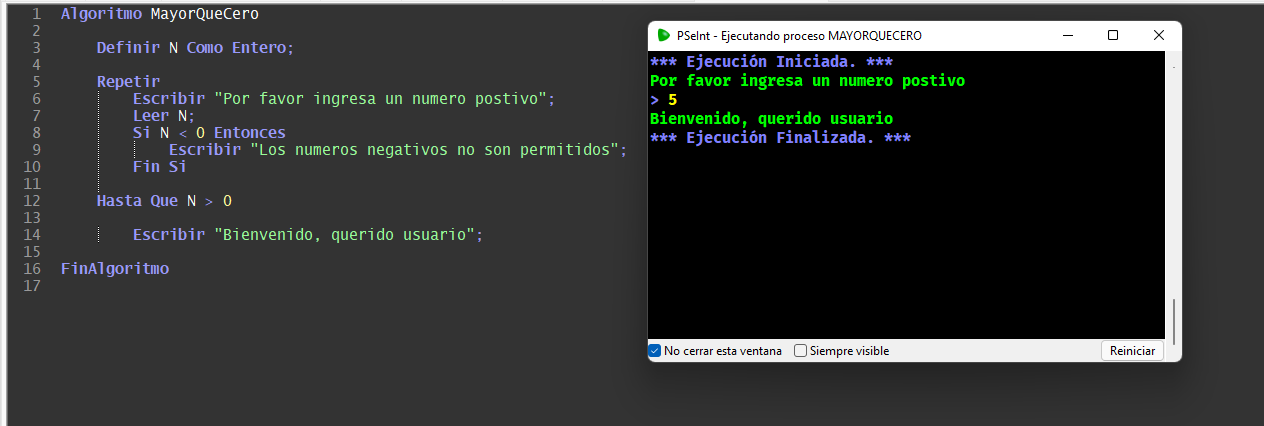 1 Algoritmo MayorQueCero
2
3 Definir N Como Entero;
4
5 Repetir
6 Escribir "Por favor ingresa un numero postivo";
7 Leer N;
8 Si N < 0 Entonces
9 Escribir "Los numeros negativos no son permitidos";
10 Fin Si
11
12 Hasta Que N > 0
13
14 Escribir "Bienvenido, querido usuario";
15
16 FinAlgoritmo
17
PSeInt - Ejecutando proceso MAYORQUECERO
*** Ejecución Iniciada. ***
Por favor ingresa un numero postivo
> 5
Bienvenido, querido usuario
*** Ejecución Finalizada. ***
No cerrar esta ventana Siempre visible Reiniciar